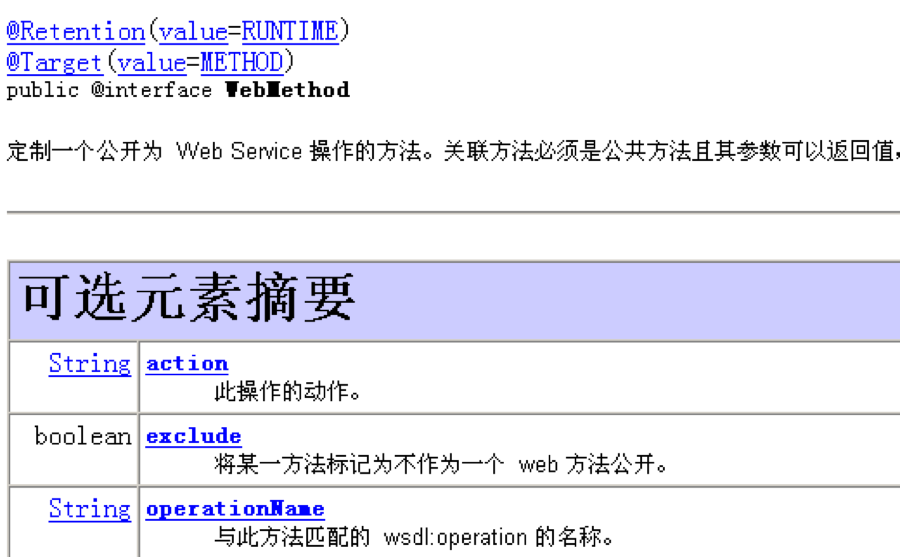 @Retention(value=RUNTIME)
@Target(value=METHOD)
public @interface WebMethod
定制一个公开为 Web Service 操作的方法。关联方法必须是公共方法且其参数可以返回值,
可选元素摘要
String action
此操作的动作。
boolean exclude
将某一方法标记为不作为一个 web 方法公开。
String operationName
与此方法匹配的 wsdl:operation 的名称。